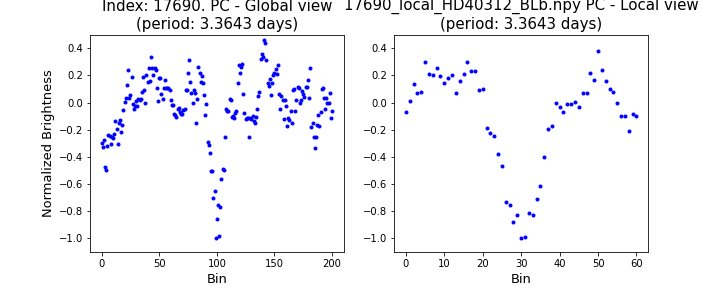 Index: 17690. PC - Global view
(period: 3.3643 days)
17690_local_HD40312_BLb.npy PC - Local view
(period: 3.3643 days)
Normalized Brightness
0.4
0.2
0.0
−0.2
−0.4
−0.6
−0.8
−1.0
0 50 100 150 200
Bin
0.4
0.2
0.0
−0.2
−0.4
−0.6
−0.8
−1.0
0 10 20 30 40 50 60
Bin